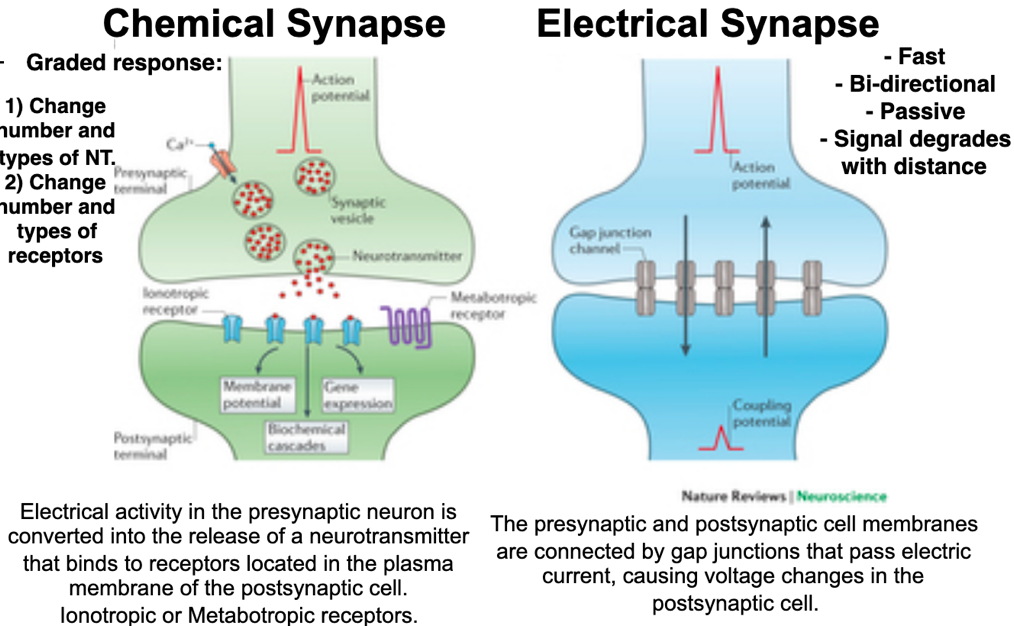 Chemical Synapse
Electrical Synapse
- Graded response:
1) Change
number and
types of NT.
2) Change
number and
types of
receptors
- Fast
- Bi-directional
- Passive
- Signal degrades
with distance
Action
potential
Ca2+
Presynaptic
terminal
Synaptic
vesicle
Neurotransmitter
Ionotropic
receptor
Metabotropic
receptor
Membrane
potential
Gene
expression
Biochemical
cascades
Postsynaptic
terminal
Action
potential
Gap junction
channel
Coupling
potential
Nature Reviews | Neuroscience
Electrical activity in the presynaptic neuron is
converted into the release of a neurotransmitter
that binds to receptors located in the plasma
membrane of the postsynaptic cell.
Ionotropic or Metabotropic receptors.
The presynaptic and postsynaptic cell membranes
are connected by gap junctions that pass electric
current, causing voltage changes in the
postsynaptic cell.